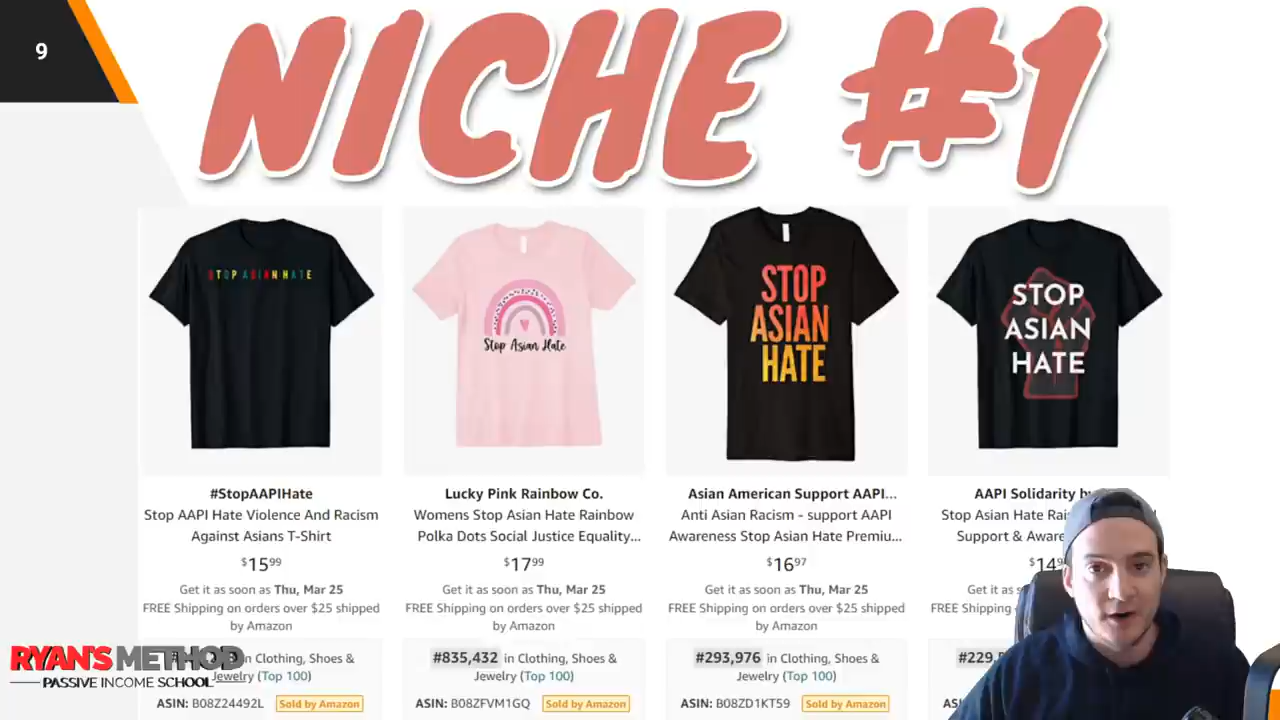 9
NICHE #1
STOP ASIAN HATE
Stop Asian Hate
STOP
ASIAN
HATE
STOP
ASIAN
HATE
#StopAAPIHate
Stop AAPI Hate Violence And Racism
Against Asians T-Shirt
$15.99
Get it as soon as Thu, Mar 25
FREE Shipping on orders over $25 shipped
by Amazon
in Clothing, Shoes &
Jewelry (Top 100)
ASIN: B08Z24492L Sold by Amazon
Lucky Pink Rainbow Co.
Womens Stop Asian Hate Rainbow
Polka Dots Social Justice Equality...
$17.99
Get it as soon as Thu, Mar 25
FREE Shipping on orders over $25 shipped
by Amazon
#835,432 in Clothing, Shoes &
Jewelry (Top 100)
ASIN: B08ZFVM1GQ Sold by Amazon
Asian American Support AAPI...
Anti Asian Racism - support AAPI
Awareness Stop Asian Hate Premiu...
$16.97
Get it as soon as Thu, Mar 25
FREE Shipping on orders over $25 shipped
by Amazon
#293,976 in Clothing, Shoes &
Jewelry (Top 100)
ASIN: B08ZD1KT59 Sold by Amazon
AAPI Solidarity
Stop Asian Hate
Support &
Get it as
FREE Shipping
in
Jewelry
ASIN:
RYAN'S METHOD
PASSIVE INCOME SCHOOL